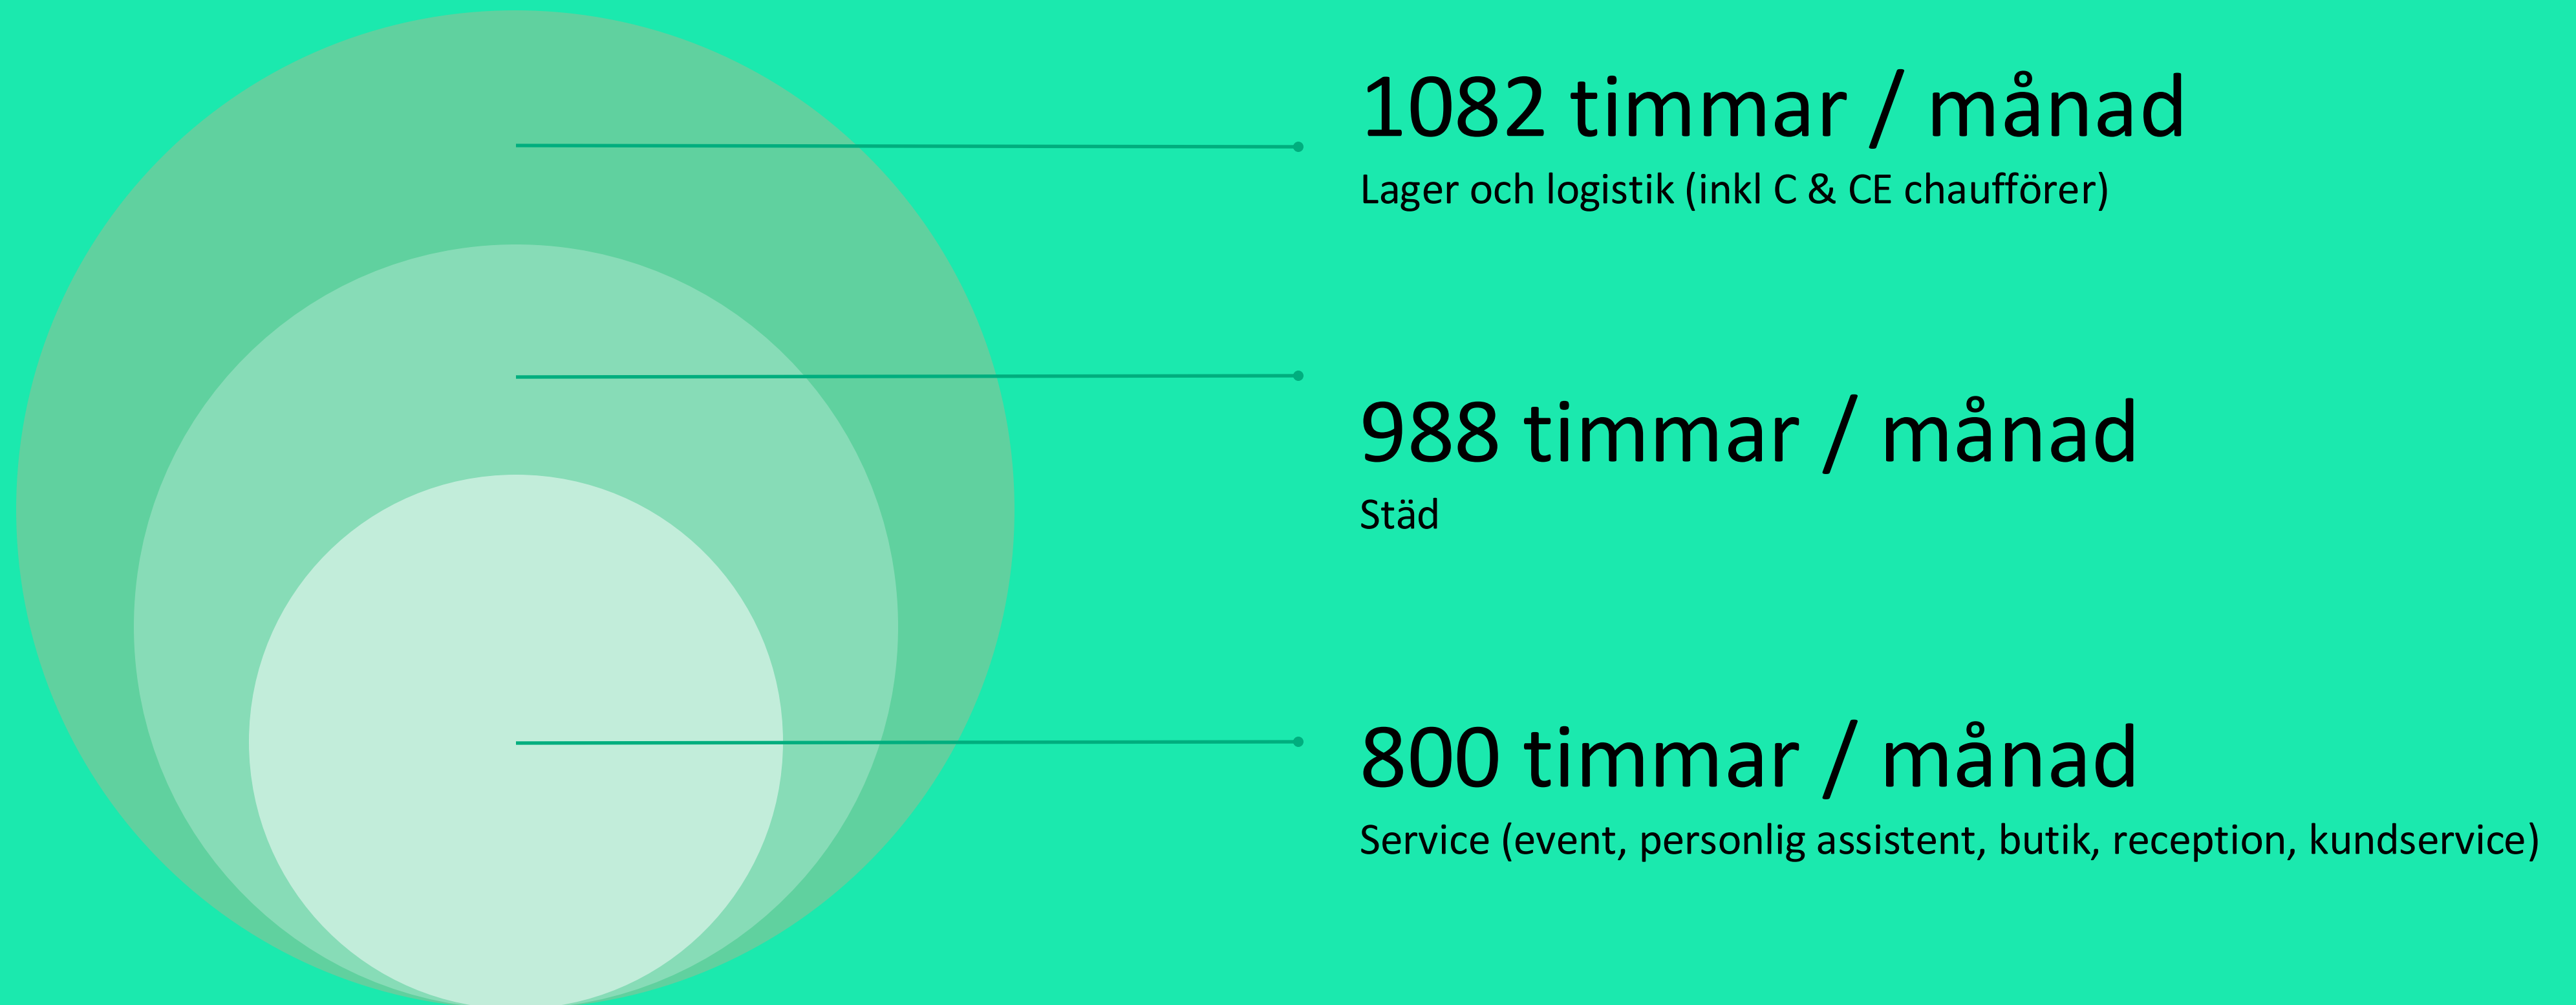 1082 timmar / månad
Lager och logistik (inkl C & CE chaufförer)
988 timmar / månad
Städ
800 timmar / månad
Service (event, personlig assistent, butik, reception, kundservice)